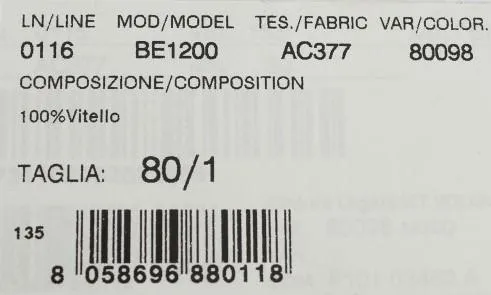 LN/LINE MOD/MODEL TES./FABRIC VAR/COLOR.
0116 BE1200 AC377 80098
COMPOSIZIONE/COMPOSITION
100%Vitello
TAGLIA: 80/1
135
8 058696 880118